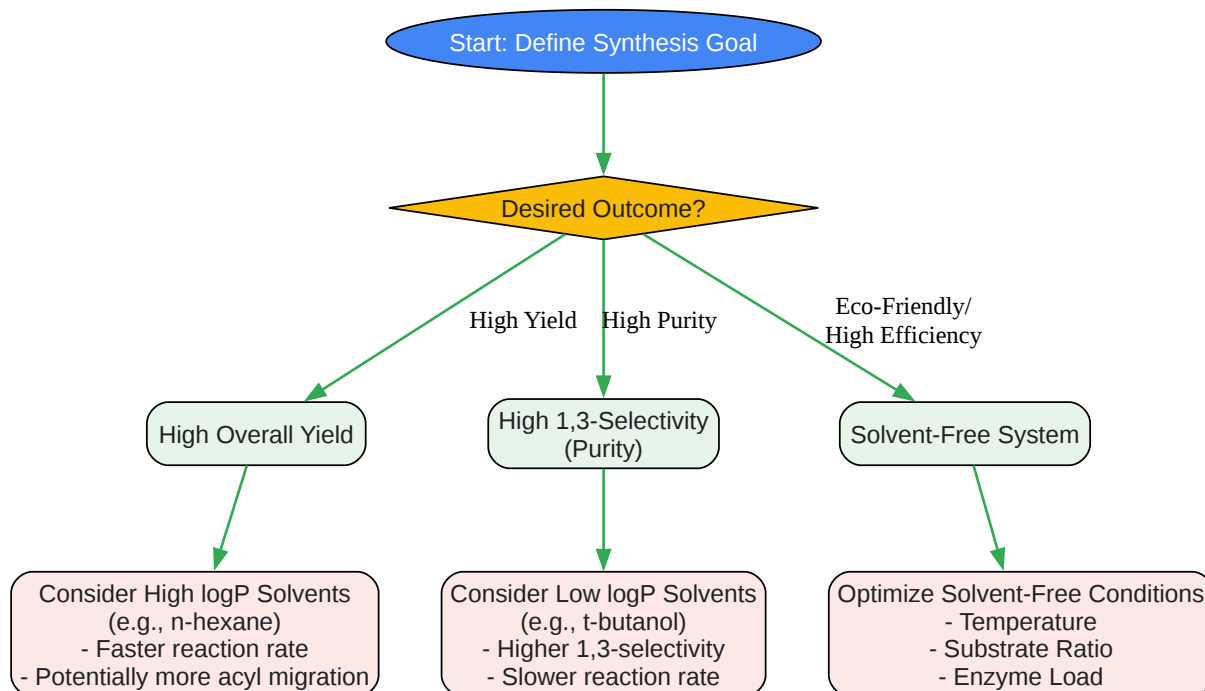 Start: Define Synthesis Goal
Desired Outcome?
High Yield
High Purity
Eco-Friendly/
High Efficiency
High Overall Yield
High 1,3-Selectivity
(Purity)
Solvent-Free System
Consider High logP Solvents
(e.g., n-hexane)
- Faster reaction rate
- Potentially more acyl migration
Consider Low logP Solvents
(e.g., t-butanol)
- Higher 1,3-selectivity
- Slower reaction rate
Optimize Solvent-Free Conditions
- Temperature
- Substrate Ratio
- Enzyme Load